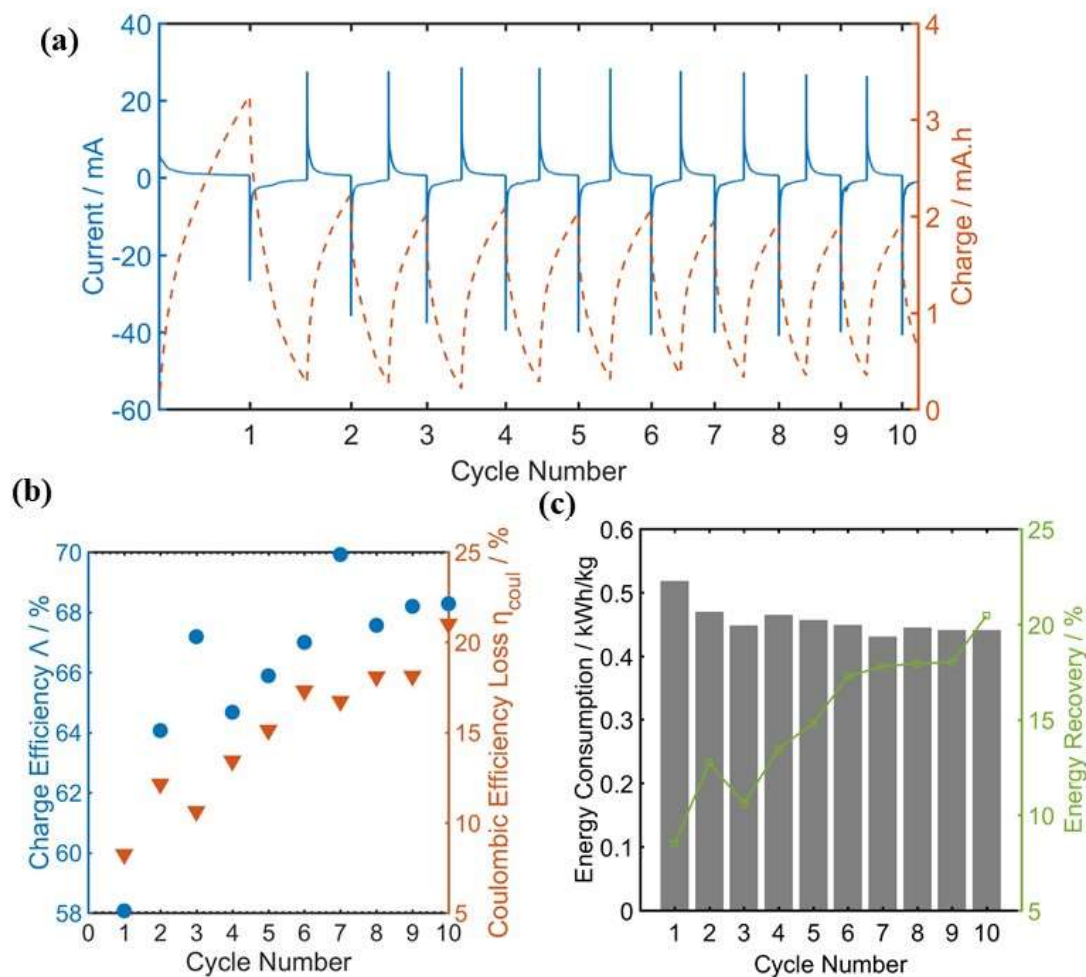 (a)
40
20
0
-20
-40
-60
Current / mA
4
3
2
1
0
Charge / mA.h
1 2 3 4 5 6 7 8 9 10
Cycle Number
(b)
70
68
66
64
62
60
58
Charge Efficiency Λ / %
25
20
15
10
5
Coulombic Efficiency Loss ηcoul / %
0 1 2 3 4 5 6 7 8 9 10
Cycle Number
(c)
0.6
0.5
0.4
0.3
0.2
0.1
0
Energy Consumption / kWh/kg
25
20
15
10
5
Energy Recovery / %
1 2 3 4 5 6 7 8 9 10
Cycle Number